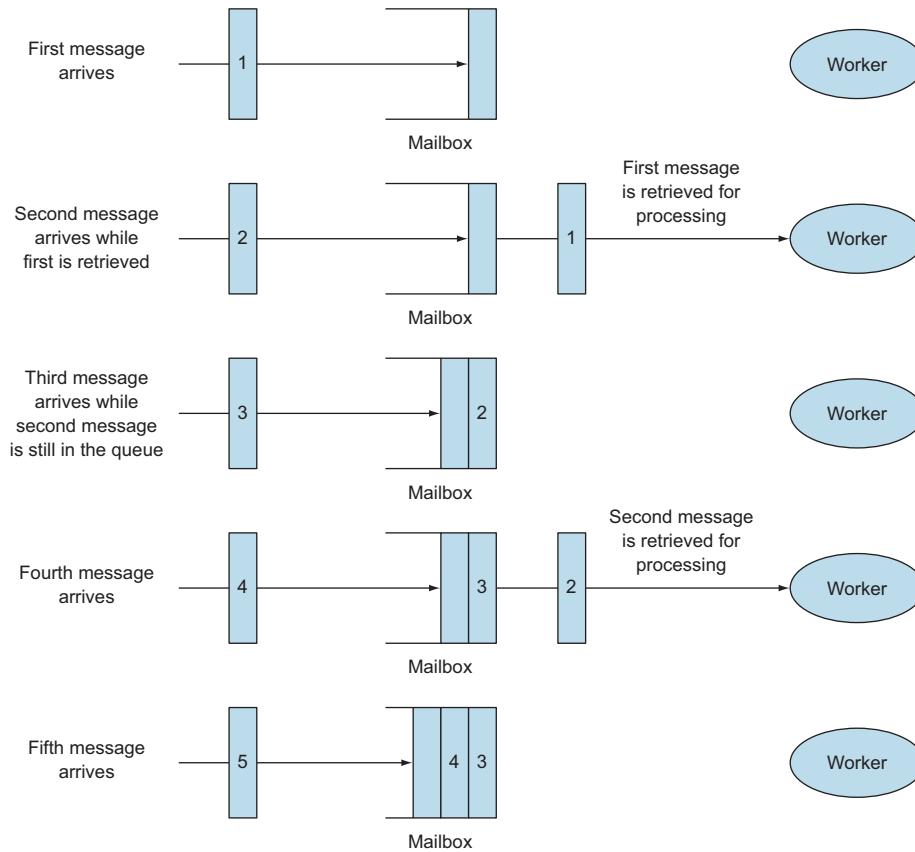 First message
arrives
1
Mailbox
Worker
Second message
arrives while
first is retrieved
2
Mailbox
1
First message
is retrieved for
processing
Worker
Third message
arrives while
second message
is still in the queue
3
2
Mailbox
Worker
Fourth message
arrives
4
3
Mailbox
2
Second message
is retrieved for
processing
Worker
Fifth message
arrives
5
4 3
Mailbox
Worker